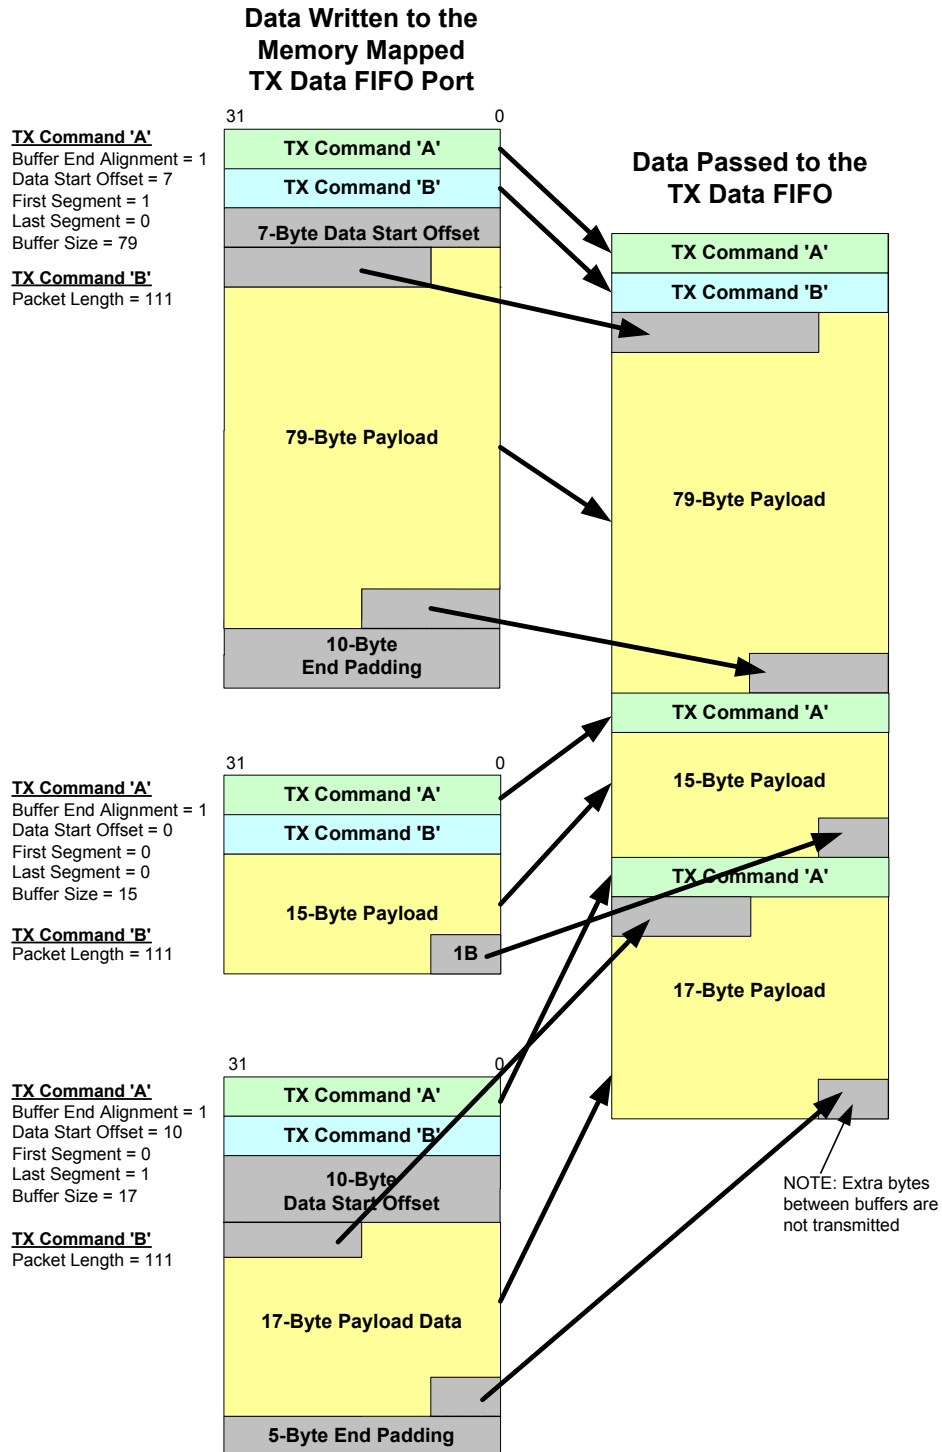 Data Written to the
Memory Mapped
TX Data FIFO Port
31 0
TX Command 'A'
Buffer End Alignment = 1
Data Start Offset = 7
First Segment = 1
Last Segment = 0
Buffer Size = 79
TX Command 'B'
Packet Length = 111
TX Command 'A'
TX Command 'B'
7-Byte Data Start Offset
79-Byte Payload
10-Byte
End Padding
Data Passed to the
TX Data FIFO
TX Command 'A'
TX Command 'B'
79-Byte Payload
TX Command 'A'
15-Byte Payload
TX Command 'A'
17-Byte Payload
NOTE: Extra bytes
between buffers are
not transmitted
31 0
TX Command 'A'
Buffer End Alignment = 1
Data Start Offset = 0
First Segment = 0
Last Segment = 0
Buffer Size = 15
TX Command 'B'
Packet Length = 111
TX Command 'A'
TX Command 'B'
15-Byte Payload
1B
31 0
TX Command 'A'
Buffer End Alignment = 1
Data Start Offset = 10
First Segment = 0
Last Segment = 1
Buffer Size = 17
TX Command 'B'
Packet Length = 111
TX Command 'A'
TX Command 'B'
10-Byte
Data Start Offset
17-Byte Payload Data
5-Byte End Padding